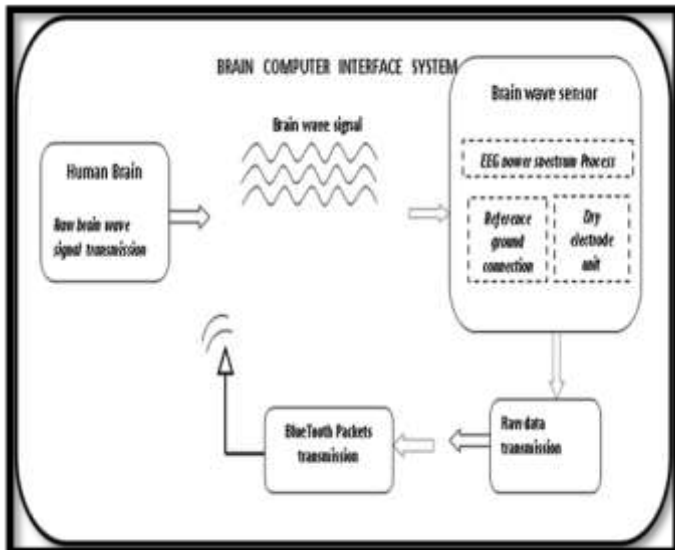 BRAIN COMPUTER INTERFACE SYSTEM
Brain wave sensor
Brain wave signal
EEG power spectrum Process
Human Brain
Raw brain wave
signal transmission
Reference
ground
connection
Dry
electrode
unit
BlueTooth Packets
transmission
Raw data
transmission